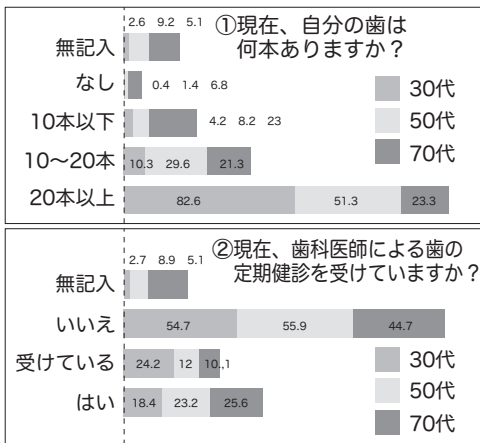 2.6 9.2 5.1
①現在、自分の歯は
何本ありますか？
無記入
なし 0.4 1.4 6.8
10本以下 4.2 8.2 23
10〜20本 10.3 29.6 21.3
20本以上 82.6 51.3 23.3
30代
50代
70代
2.7 8.9 5.1
②現在、歯科医師による歯の
定期健診を受けていますか？
無記入
いいえ 54.7 55.9 44.7
受けている 24.2 12 10.,1
はい 18.4 23.2 25.6
30代
50代
70代